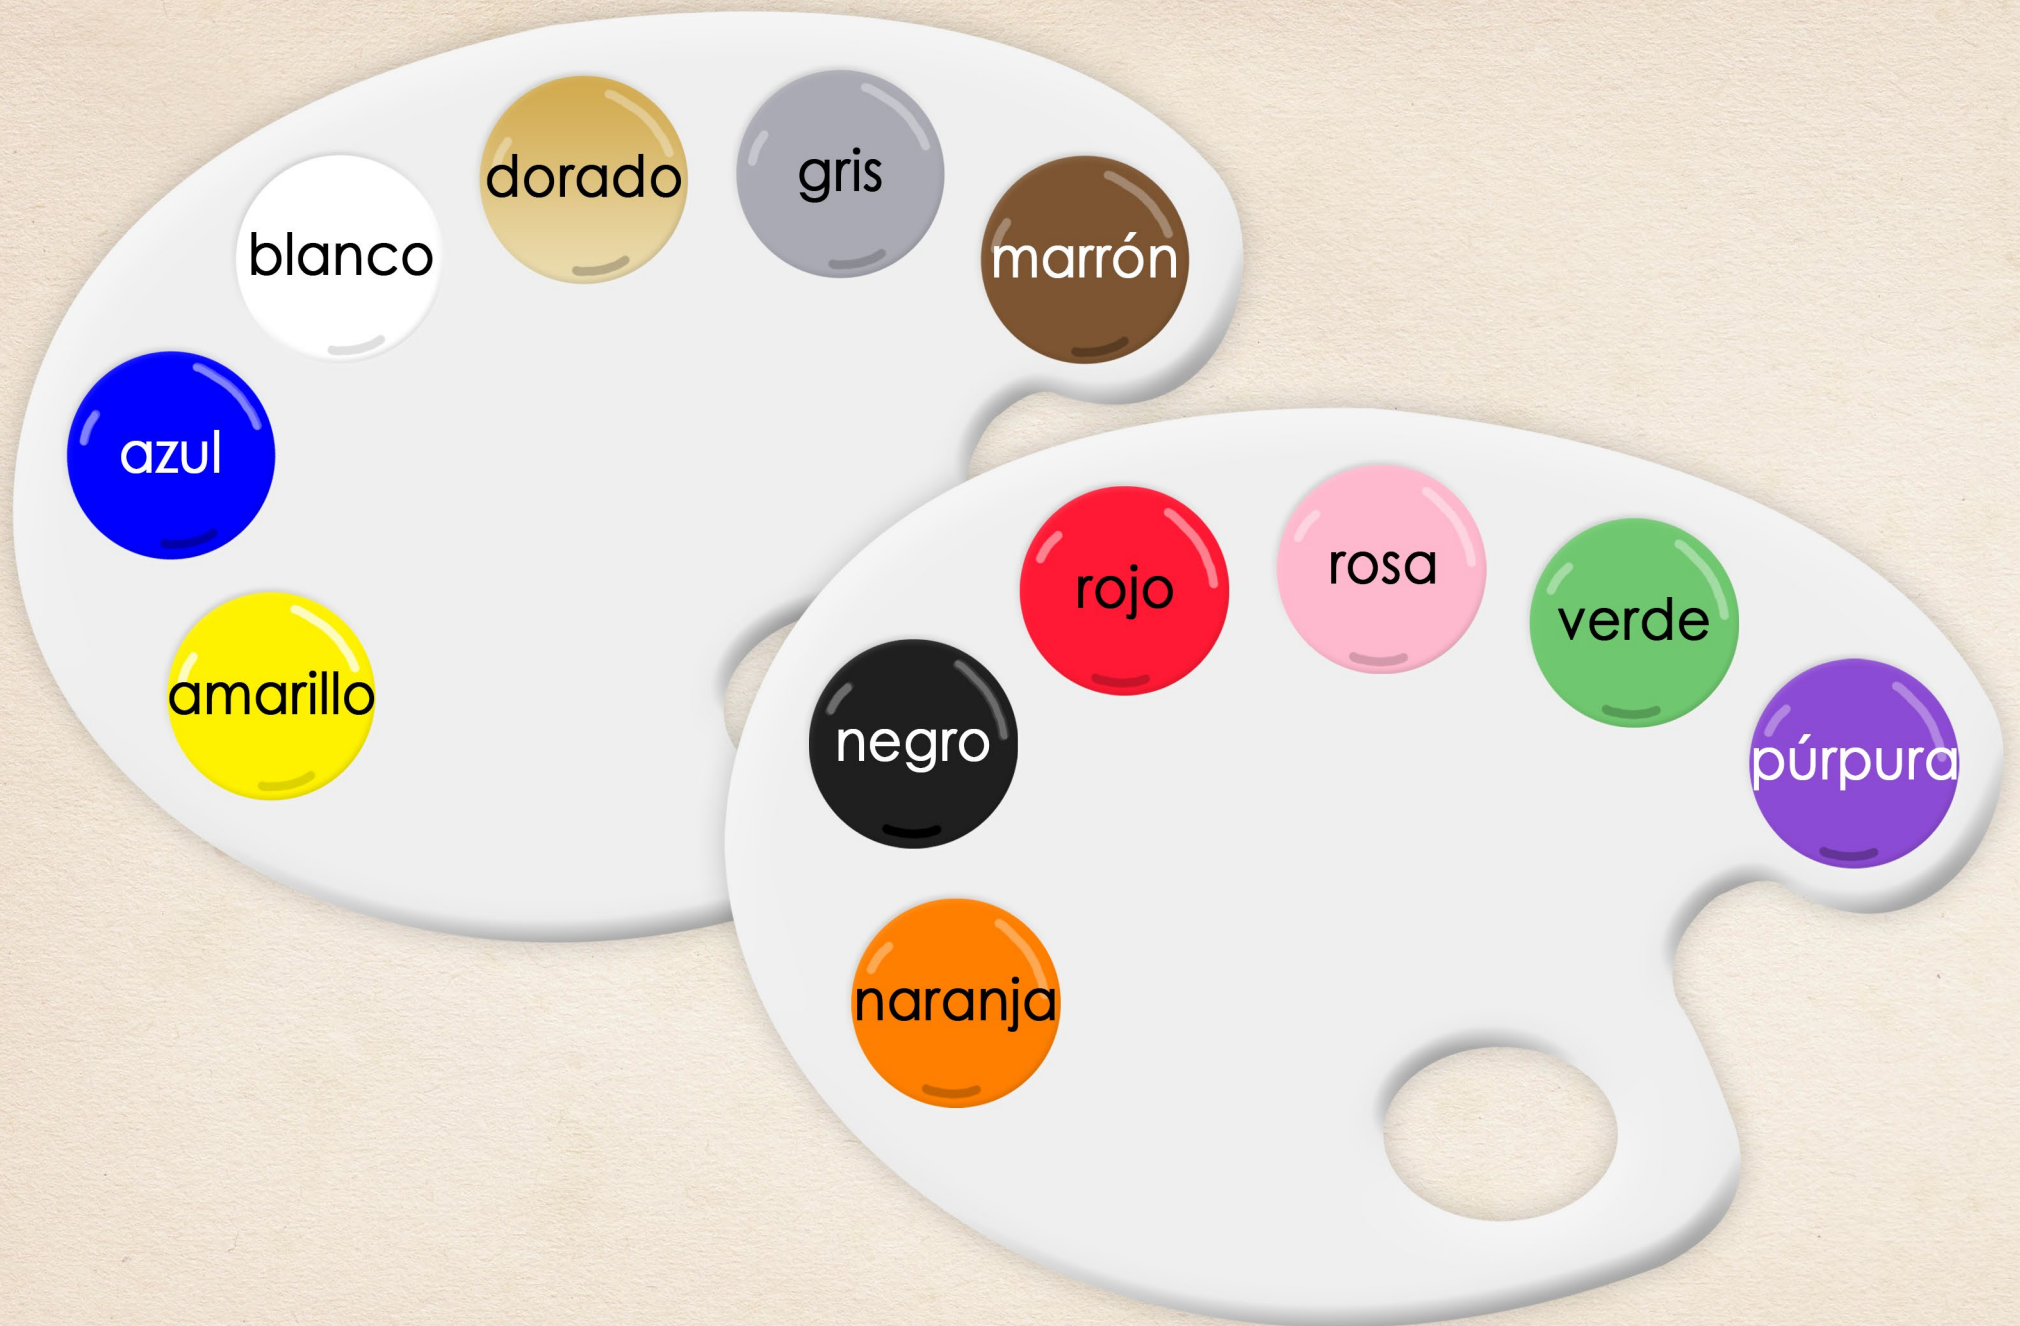 dorado
gris
blanco
marrón
azul
amarillo
rojo
rosa
verde
negro
púrpura
naranja